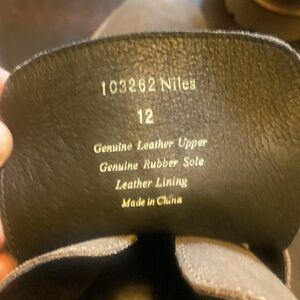 103262 Niles
12
Genuine Leather Upper
Genuine Rubber Sole
Leather Lining
Made in China